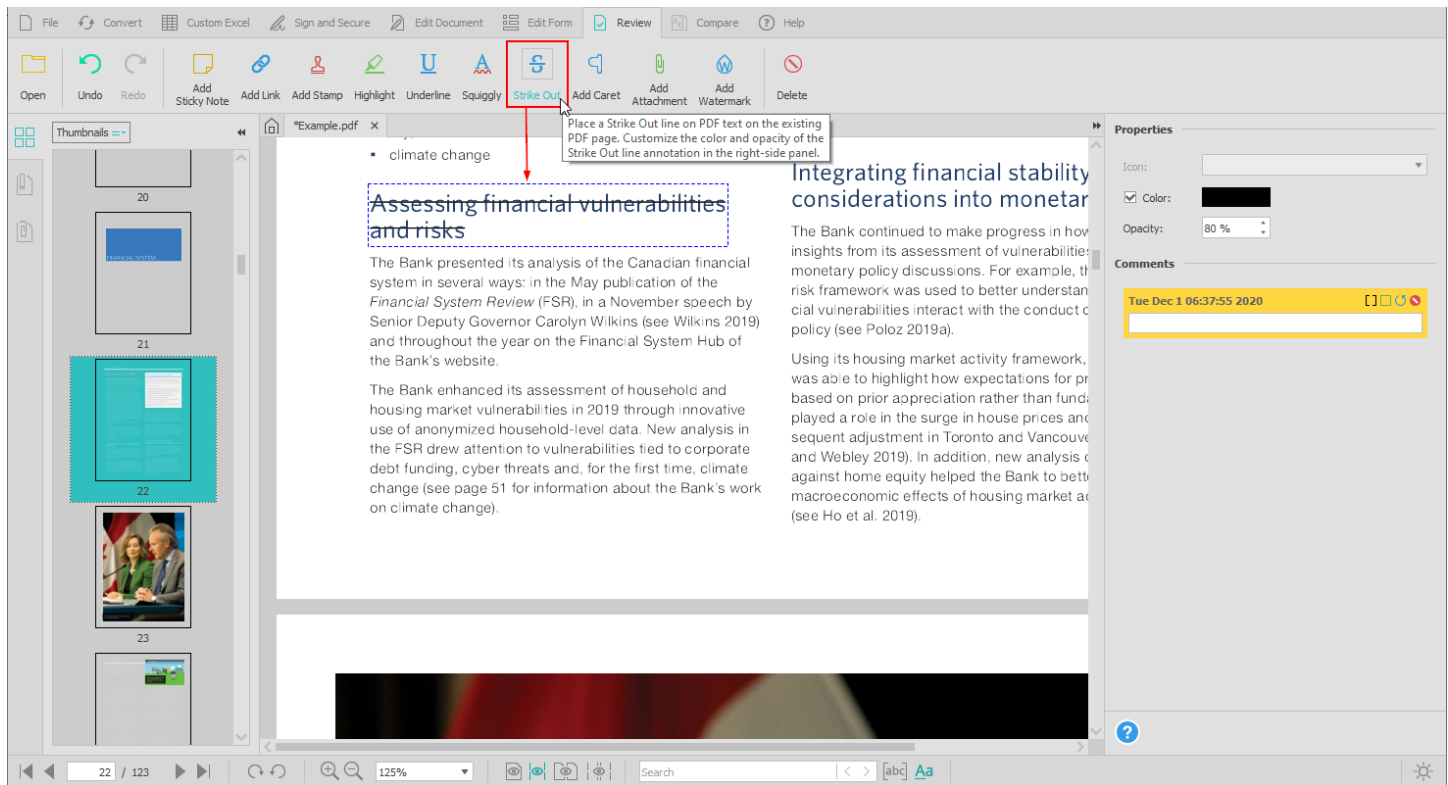 File Convert Custom Excel Sign and Secure Edit Document Edit Form Review Compare Help
Open Undo Redo Add Sticky Note Add Link Add Stamp Highlight Underline Squiggly Strike Out Add Caret Add Attachment Add Watermark Delete
Place a Strike Out line on PDF text on the existing
PDF page. Customize the color and opacity of the
Strike Out line annotation in the right-side panel.
Thumbnails
20
FINANCIAL SYSTEM
21
22
23
*Example.pdf
▪ climate change
Assessing financial vulnerabilities
and risks
The Bank presented its analysis of the Canadian financial
system in several ways: in the May publication of the
Financial System Review (FSR), in a November speech by
Senior Deputy Governor Carolyn Wilkins (see Wilkins 2019)
and throughout the year on the Financial System Hub of
the Bank's website.
The Bank enhanced its assessment of household and
housing market vulnerabilities in 2019 through innovative
use of anonymized household-level data. New analysis in
the FSR drew attention to vulnerabilities tied to corporate
debt funding, cyber threats and, for the first time, climate
change (see page 51 for information about the Bank's work
on climate change).
Integrating financial stability
considerations into monetar
The Bank continued to make progress in how
insights from its assessment of vulnerabilities
monetary policy discussions. For example, th
risk framework was used to better understan
cial vulnerabilities interact with the conduct o
policy (see Poloz 2019a).
Using its housing market activity framework,
was able to highlight how expectations for pr
based on prior appreciation rather than funda
played a role in the surge in house prices and
sequent adjustment in Toronto and Vancouve
and Webley 2019). In addition, new analysis o
against home equity helped the Bank to bette
macroeconomic effects of housing market ac
(see Ho et al. 2019).
Properties
Icon:
Color:
Opacity: 80 %
Comments
Tue Dec 1 06:37:55 2020
22 / 123 125% Search [abc] Aa